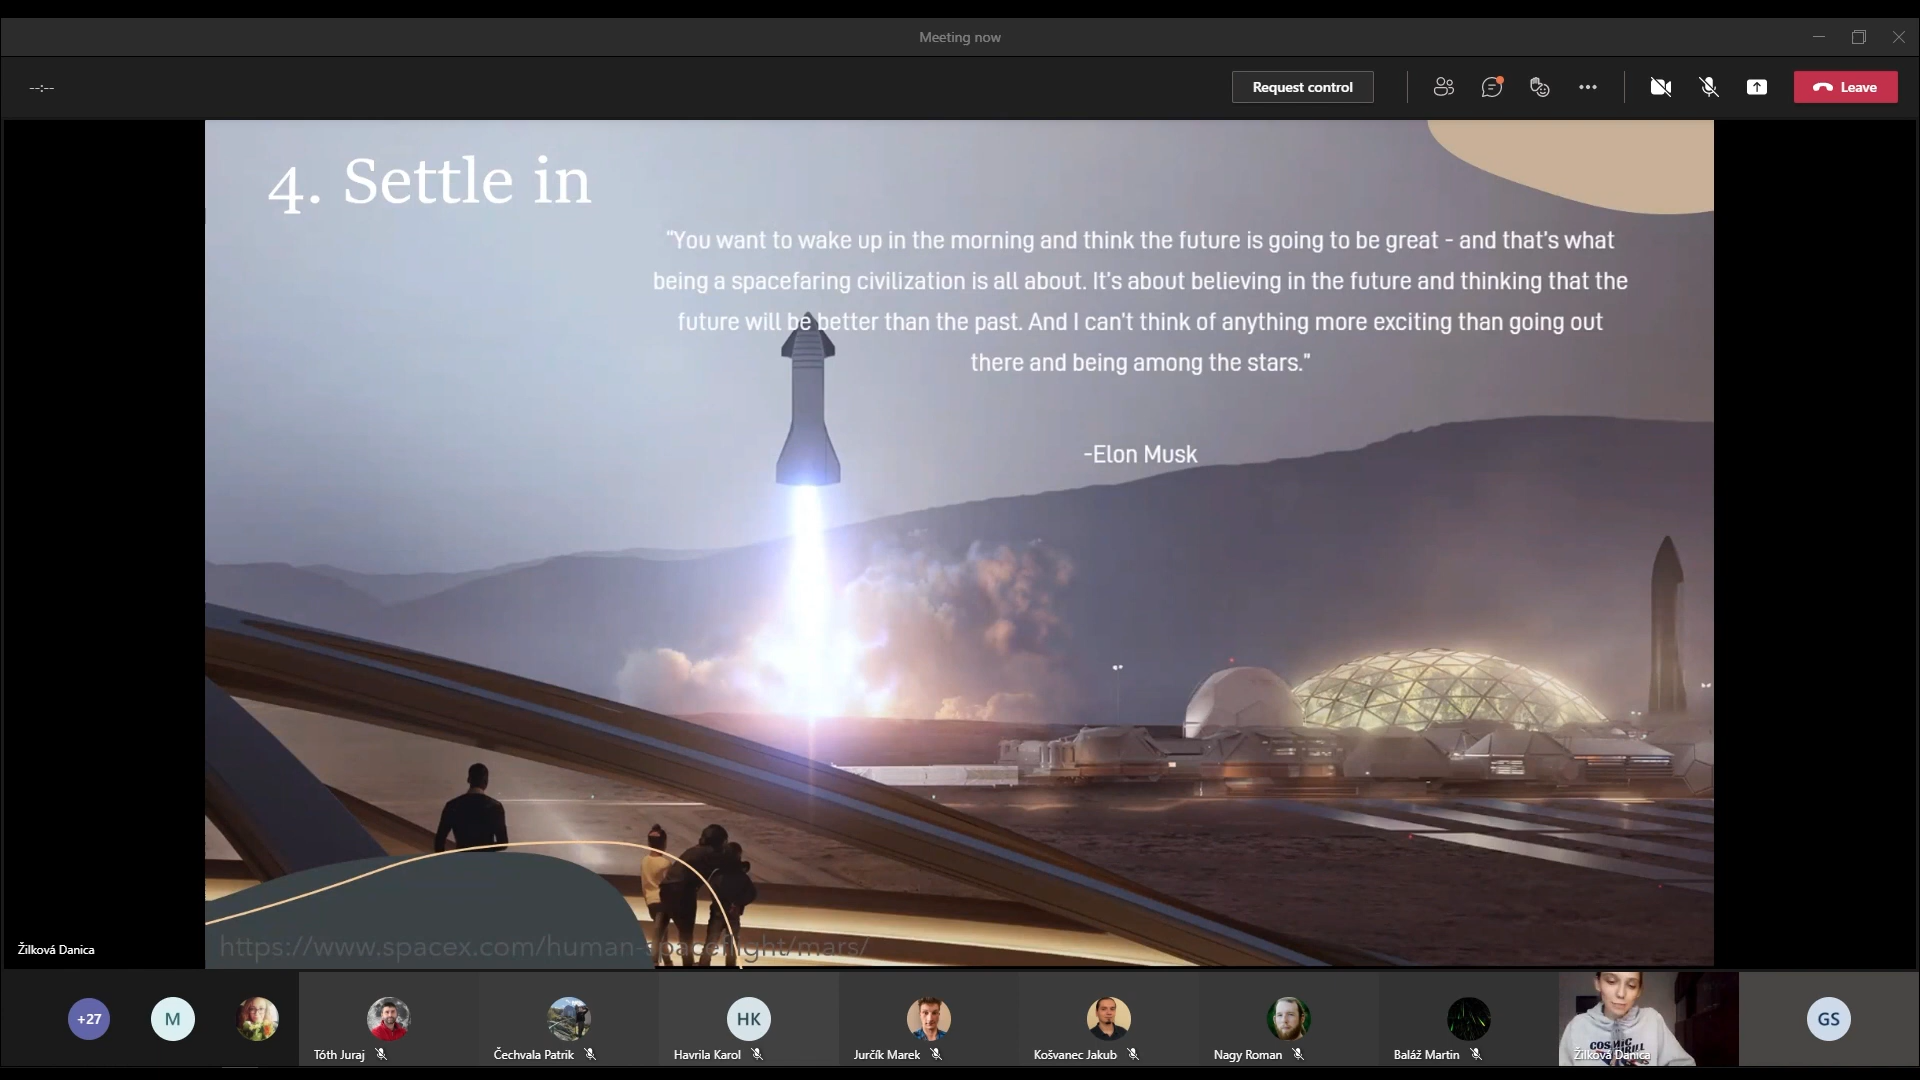 Meeting now
--:--
Request control
Leave
4. Settle in
"You want to wake up in the morning and think the future is going to be great - and that's what
being a spacefaring civilization is all about. It's about believing in the future and thinking that the
future will be better than the past. And I can't think of anything more exciting than going out
there and being among the stars."
-Elon Musk
https://www.spacex.com/human-spaceflight/mars/
Žilková Danica
+27
M
HK
GS
Tóth Juraj
Čechvala Patrik
Havrila Karol
Jurčík Marek
Košvanec Jakub
Nagy Roman
Baláž Martin
COSMIC
Žilková Danica